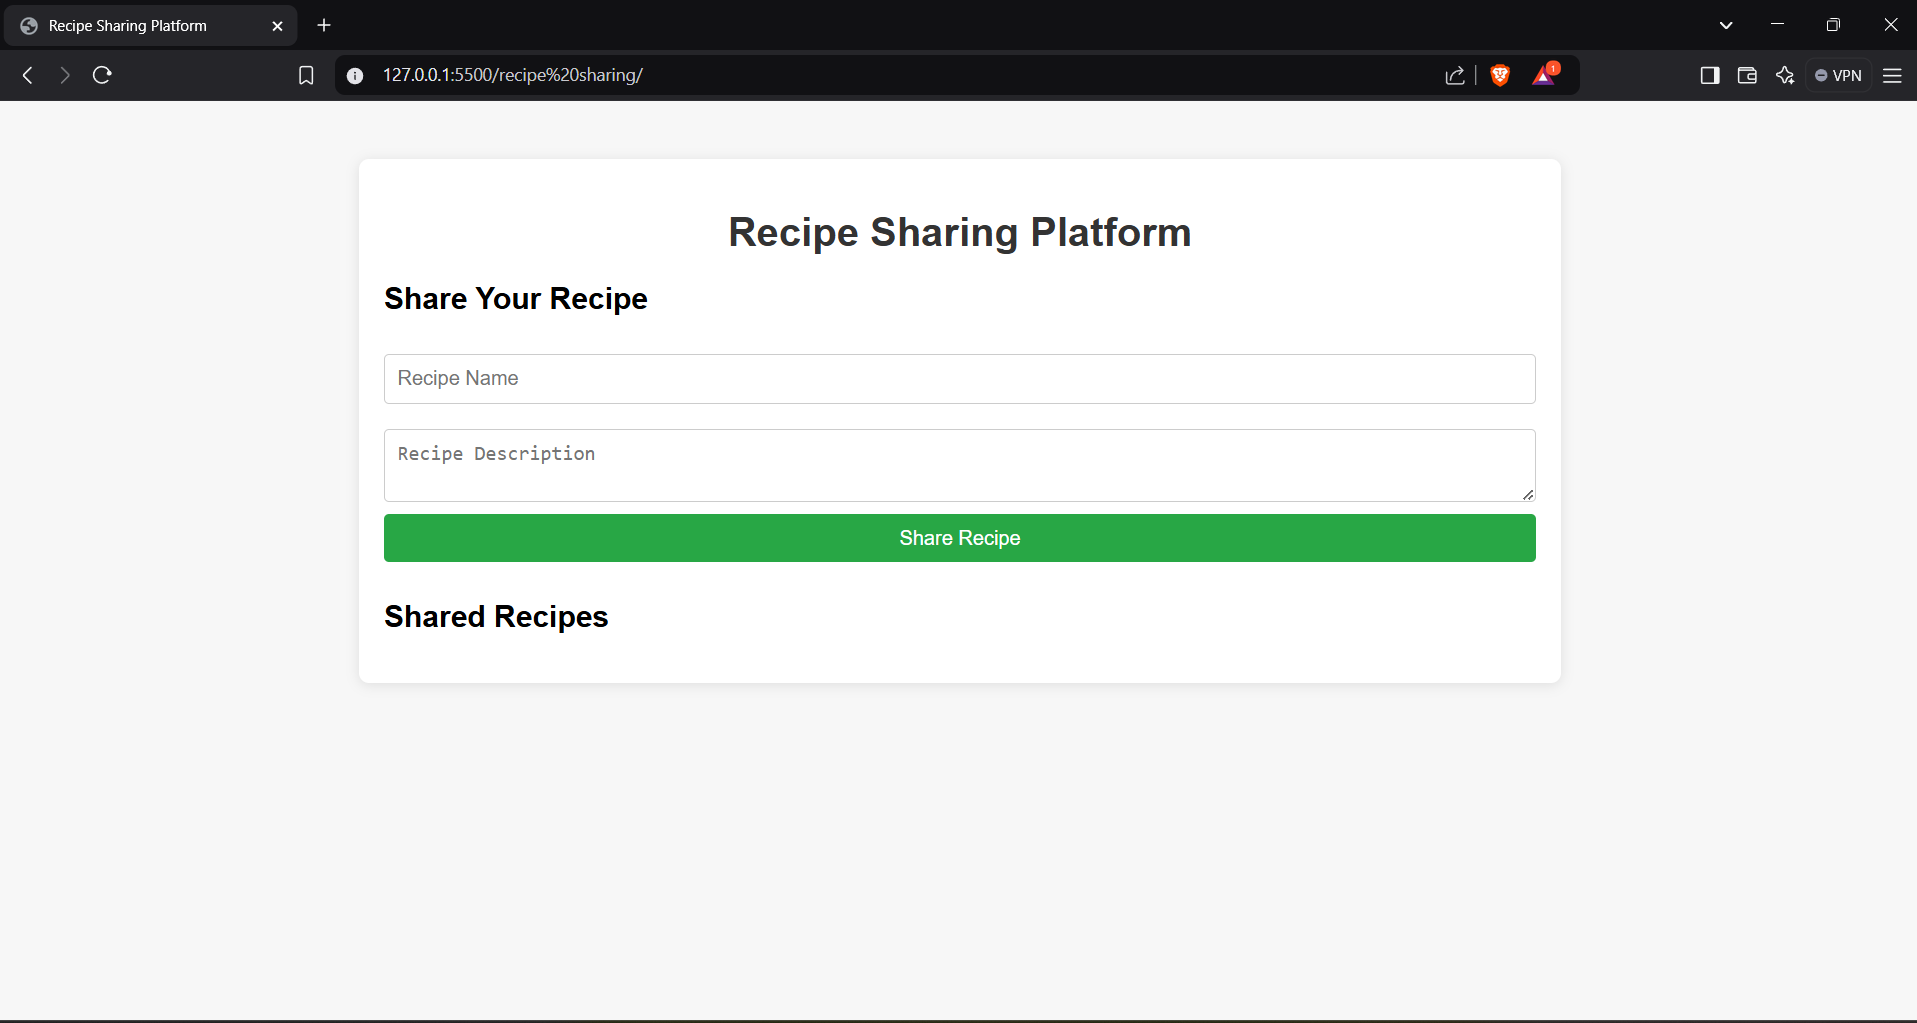 Recipe Sharing Platform
127.0.0.1:5500/recipe%20sharing/
1
VPN
Recipe Sharing Platform
Share Your Recipe
Recipe Name
Recipe Description
Share Recipe
Shared Recipes